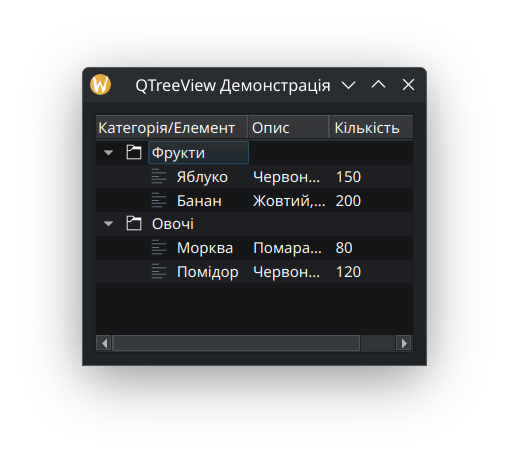 QTreeView Демонстрація
Категорія/Елемент Опис Кількість
Фрукти
Яблуко Червон... 150
Банан Жовтий,... 200
Овочі
Морква Помара... 80
Помідор Червон... 120